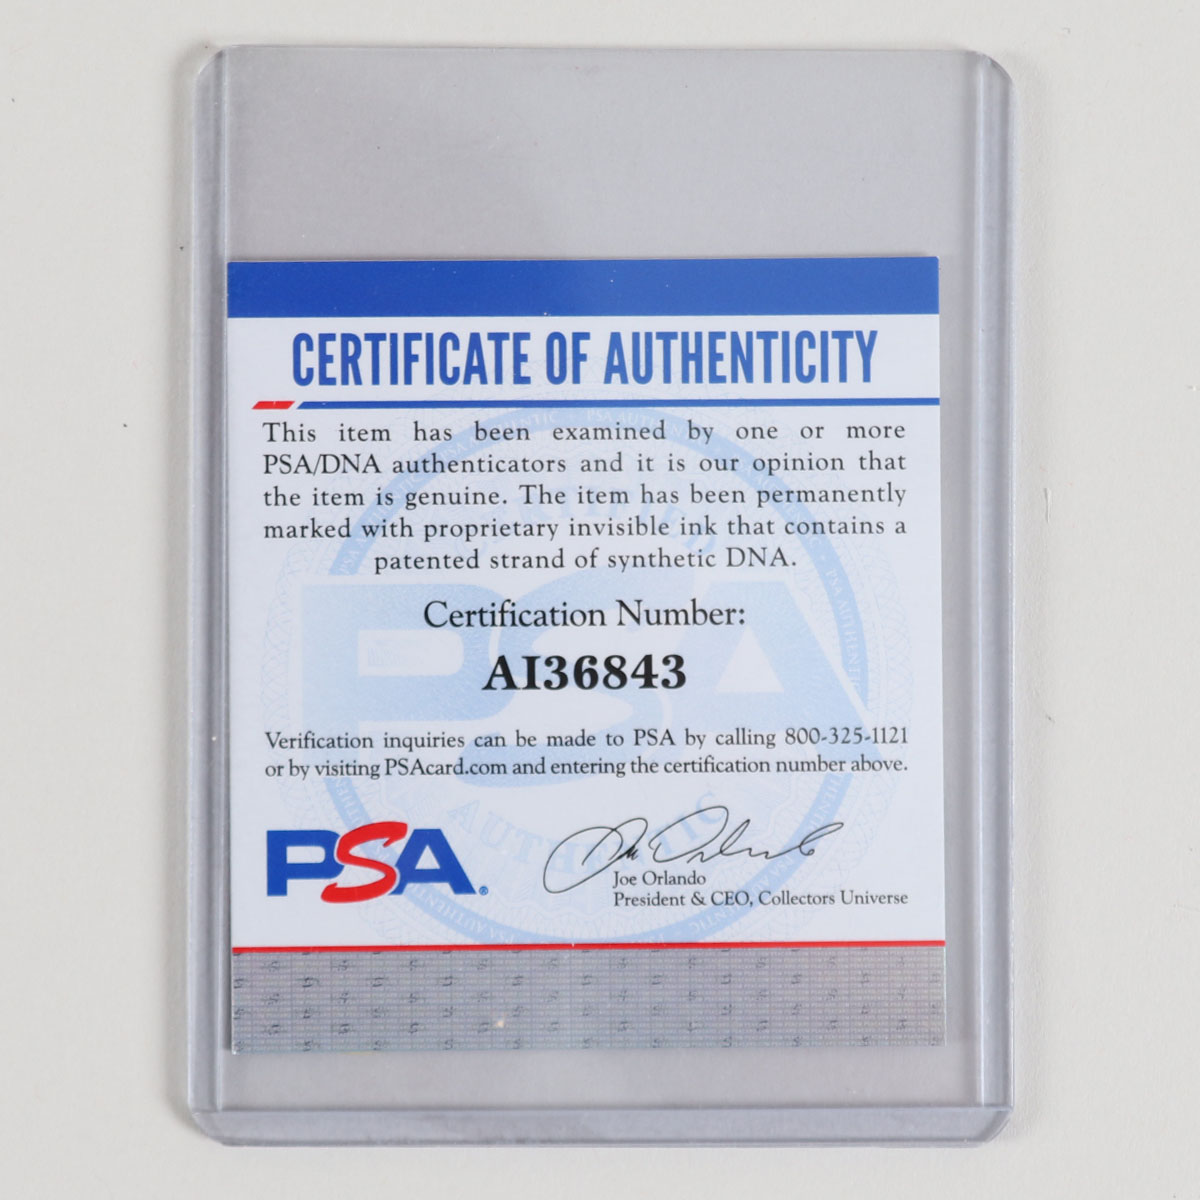 CERTIFICATE OF AUTHENTICITY
This item has been examined by one or more
PSA/DNA authenticators and it is our opinion that
the item is genuine. The item has been permanently
marked with proprietary invisible ink that contains a
patented strand of synthetic DNA.
Certification Number:
AI36843
Verification inquiries can be made to PSA by calling 800-325-1121
or by visiting PSAcard.com and entering the certification number above.
PSA
Joe Orlando
Joe Orlando
President & CEO, Collectors Universe